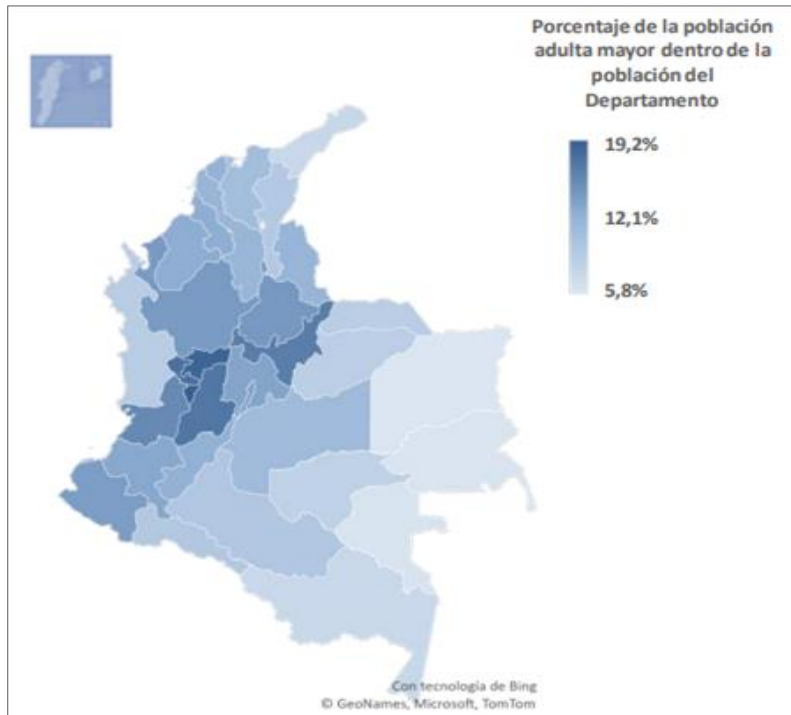 Porcentaje de la población
adulta mayor dentro de la
población del
Departamento
19,2%
12,1%
5,8%
Con tecnología de Bing
© GeoNames, Microsoft, TomTom